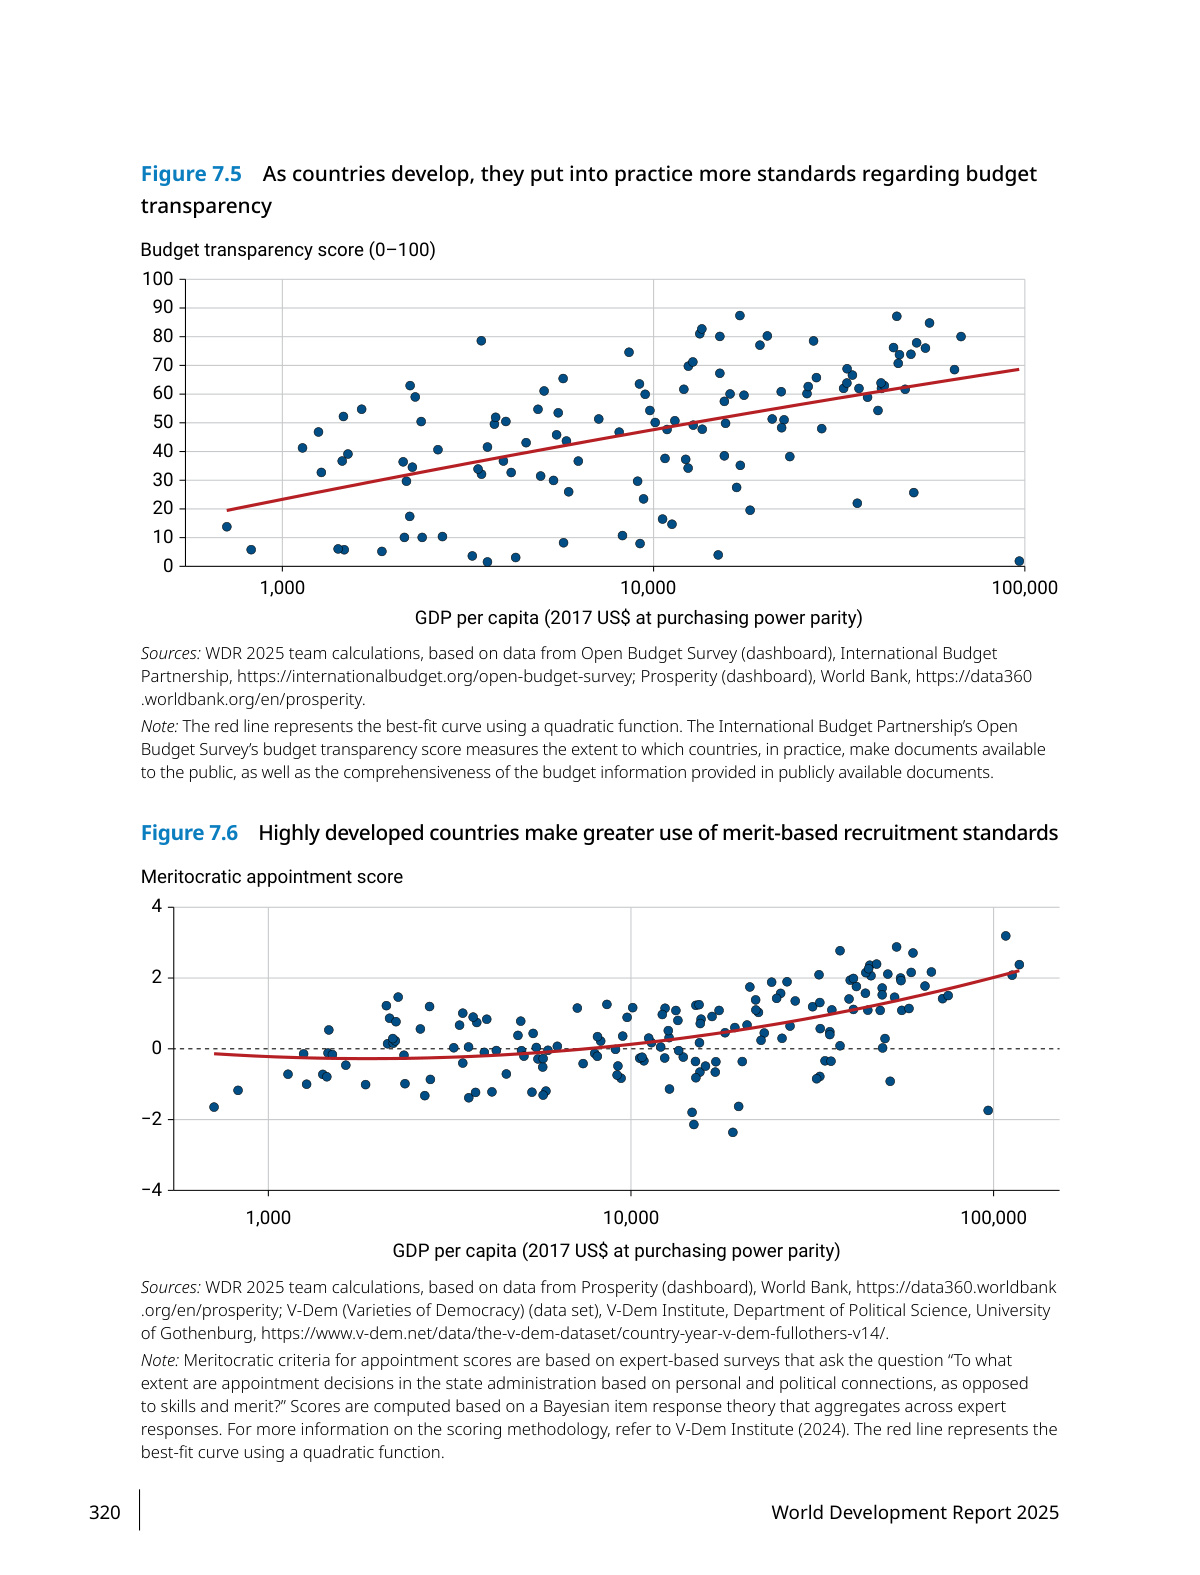 Figure 7.5 As countries develop, they put into practice more standards regarding budget
transparency
Budget transparency score (0–100)
100
90
80
70
60
50
40
30
20
10
0
1,000 10,000 100,000
GDP per capita (2017 US$ at purchasing power parity)
Sources: WDR 2025 team calculations, based on data from Open Budget Survey (dashboard), International Budget
Partnership, https://internationalbudget.org/open-budget-survey; Prosperity (dashboard), World Bank, https://data360
.worldbank.org/en/prosperity.
Note: The red line represents the best-fit curve using a quadratic function. The International Budget Partnership’s Open
Budget Survey’s budget transparency score measures the extent to which countries, in practice, make documents available
to the public, as well as the comprehensiveness of the budget information provided in publicly available documents.
Figure 7.6 Highly developed countries make greater use of merit-based recruitment standards
Meritocratic appointment score
4
2
0
−2
−4
1,000 10,000 100,000
GDP per capita (2017 US$ at purchasing power parity)
Sources: WDR 2025 team calculations, based on data from Prosperity (dashboard), World Bank, https://data360.worldbank
.org/en/prosperity; V-Dem (Varieties of Democracy) (data set), V-Dem Institute, Department of Political Science, University
of Gothenburg, https://www.v-dem.net/data/the-v-dem-dataset/country-year-v-dem-fullothers-v14/.
Note: Meritocratic criteria for appointment scores are based on expert-based surveys that ask the question “To what
extent are appointment decisions in the state administration based on personal and political connections, as opposed
to skills and merit?” Scores are computed based on a Bayesian item response theory that aggregates across expert
responses. For more information on the scoring methodology, refer to V-Dem Institute (2024). The red line represents the
best-fit curve using a quadratic function.
320 World Development Report 2025